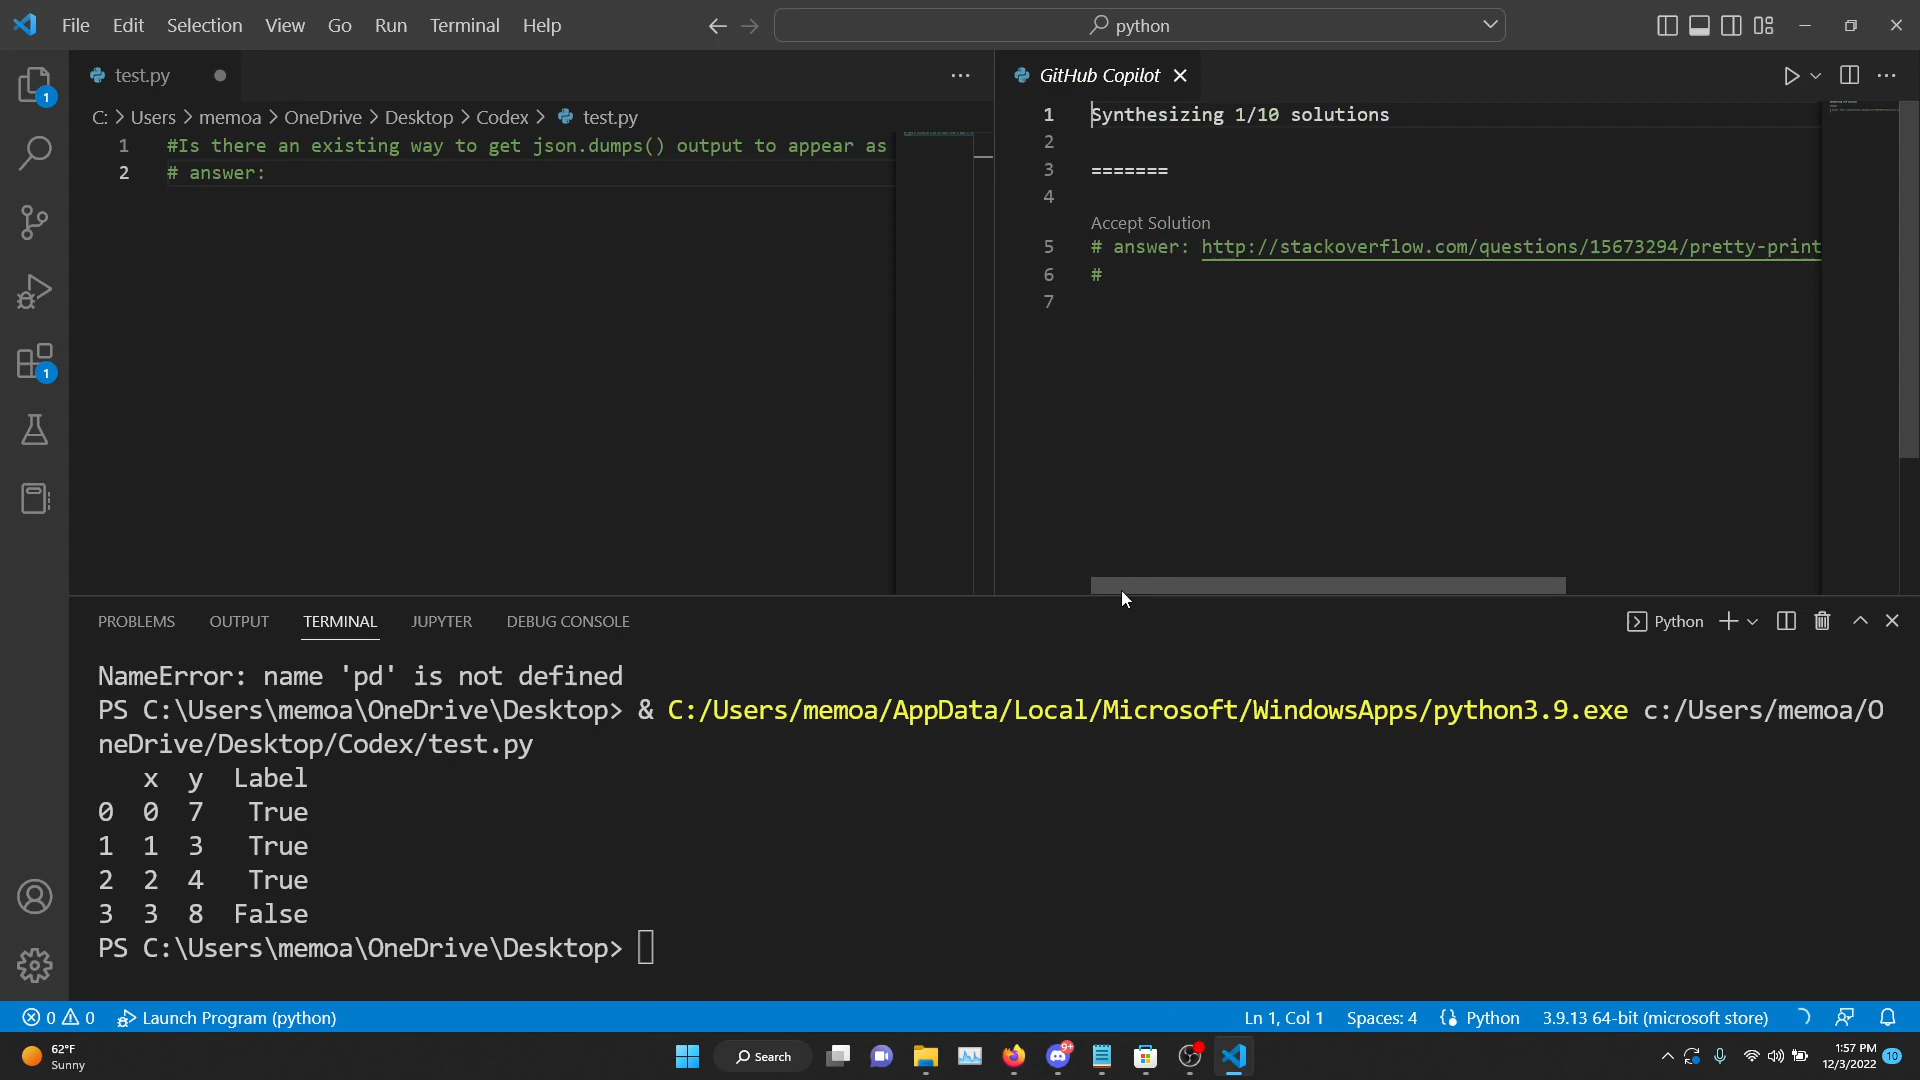 File Edit Selection View Go Run Terminal Help
python
test.py
GitHub Copilot
C: > Users > memoa > OneDrive > Desktop > Codex > test.py
1 #Is there an existing way to get json.dumps() output to appear as
2 # answer:
1 Synthesizing 1/10 solutions
2
3 =======
4
Accept Solution
5 # answer: http://stackoverflow.com/questions/15673294/pretty-print
6 #
7
1
1
PROBLEMS OUTPUT TERMINAL JUPYTER DEBUG CONSOLE
Python
NameError: name 'pd' is not defined
PS C:\Users\memoa\OneDrive\Desktop> & C:/Users/memoa/AppData/Local/Microsoft/WindowsApps/python3.9.exe c:/Users/memoa/O
neDrive/Desktop/Codex/test.py
x y Label
0 0 7 True
1 1 3 True
2 2 4 True
3 3 8 False
PS C:\Users\memoa\OneDrive\Desktop>
0 0 Launch Program (python)
Ln 1, Col 1 Spaces: 4 Python 3.9.13 64-bit (microsoft store)
62°F
Sunny
Search
9+
1:57 PM
12/3/2022
10